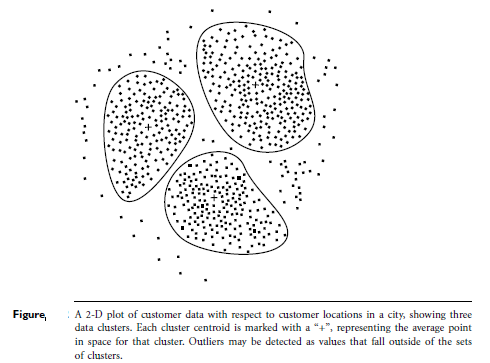 Figure, A 2-D plot of customer data with respect to customer locations in a city, showing three
data clusters. Each cluster centroid is marked with a “+”, representing the average point
in space for that cluster. Outliers may be detected as values that fall outside of the sets
of clusters.